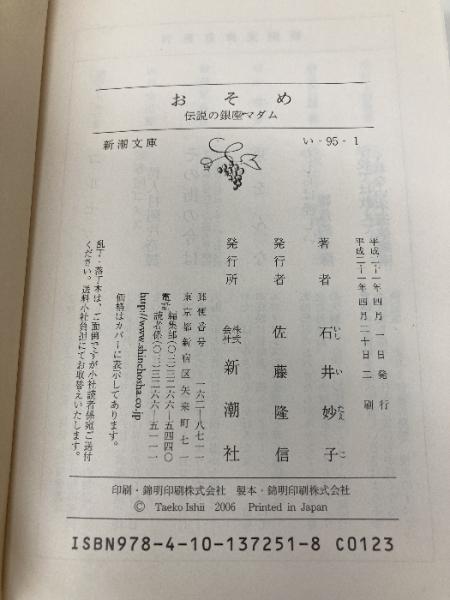 おそめ
伝説の銀座マダム
新潮文庫
い-95-1
平成二十一年四月一日発行
平成二十一年四月二十日二刷
著者 石井妙子
いし い たえ こ
発行者 佐藤隆信
発行所 株式会社 新潮社
郵便番号 一六二-八七一一
東京都新宿区矢来町七一
電話 編集部(〇三)三二六六-五四四〇
読者係(〇三)三二六六-五一一一
http://www.shinchosha.co.jp
価格はカバーに表示してあります。
乱丁・落丁本は、ご面倒ですが小社読者係宛ご送付
ください。送料小社負担にてお取替えいたします。
印刷・錦明印刷株式会社 製本・錦明印刷株式会社
© Taeko Ishii 2006 Printed in Japan
ISBN978-4-10-137251-8 C0123